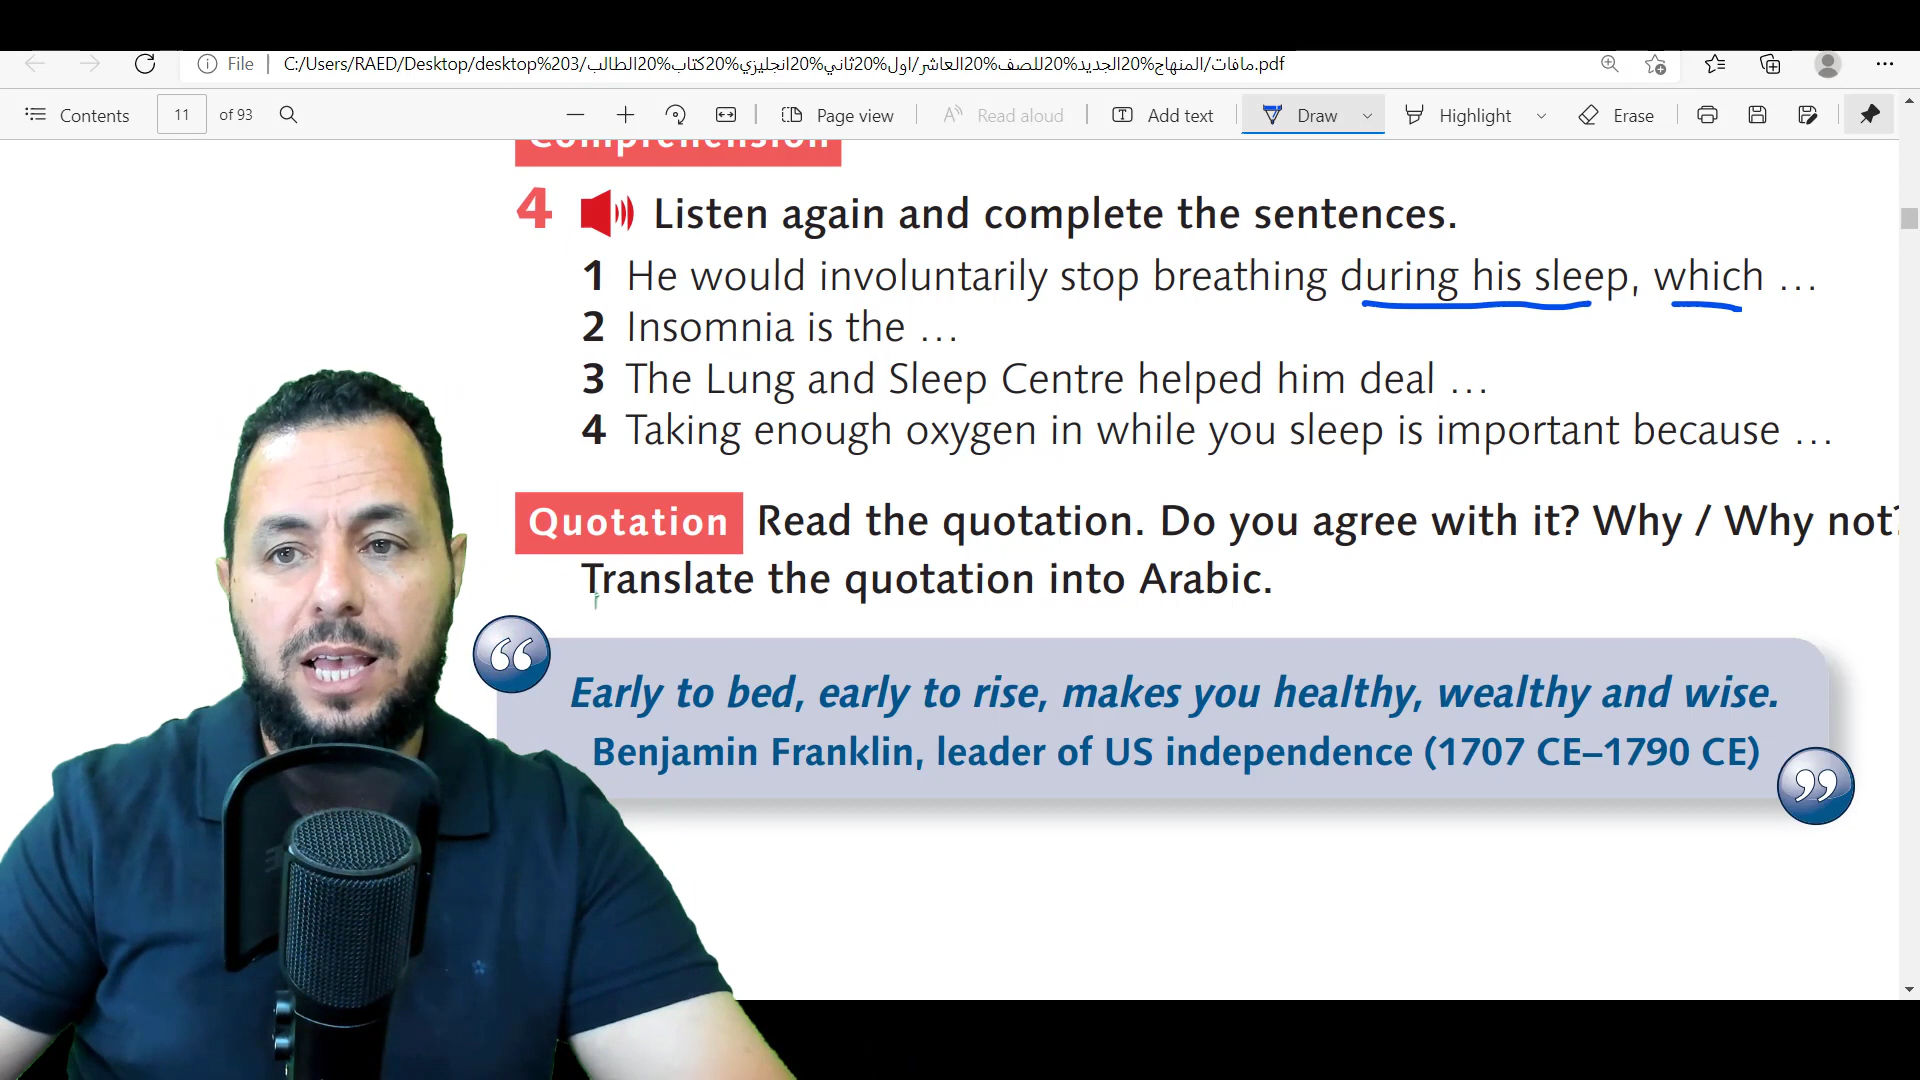 File C:/Users/RAED/Desktop/desktop%203/مافات/المنهاج%20الجديد%20للصف%20العاشر/اول%20ثاني%20انجليزي%20كتاب%20الطالب.pdf
Contents 11 of 93 Page view Read aloud Add text Draw Highlight Erase
Comprehension
4 Listen again and complete the sentences.
1 He would involuntarily stop breathing during his sleep, which ...
2 Insomnia is the ...
3 The Lung and Sleep Centre helped him deal ...
4 Taking enough oxygen in while you sleep is important because ...
Quotation Read the quotation. Do you agree with it? Why / Why not?
Translate the quotation into Arabic.
“ Early to bed, early to rise, makes you healthy, wealthy and wise.
Benjamin Franklin, leader of US independence (1707 CE–1790 CE) ”